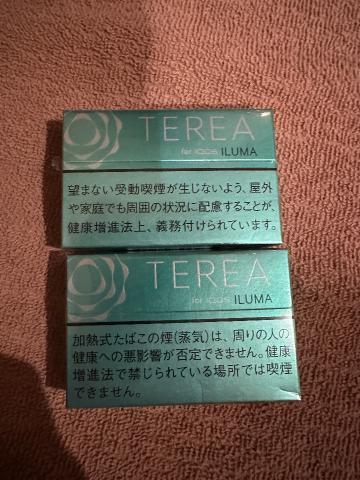 TEREA
for IQOS ILUMA
望まない受動喫煙が生じないよう、屋外
や家庭でも周囲の状況に配慮することが、
健康増進法上、義務付けられています。
TEREA
for IQOS ILUMA
加熱式たばこの煙(蒸気)は、周りの人の
健康への悪影響が否定できません。健康
増進法で禁じられている場所では喫煙
できません。